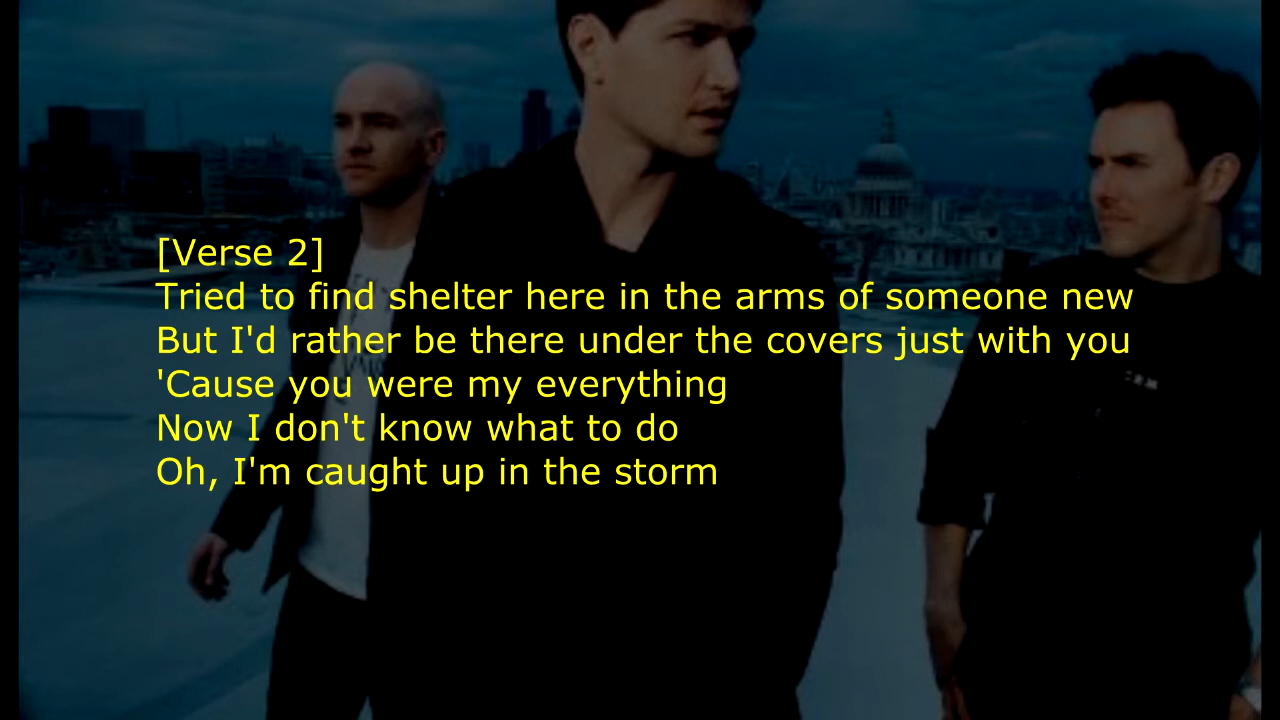 [Verse 2]
Tried to find shelter here in the arms of someone new
But I'd rather be there under the covers just with you
'Cause you were my everything
Now I don't know what to do
Oh, I'm caught up in the storm